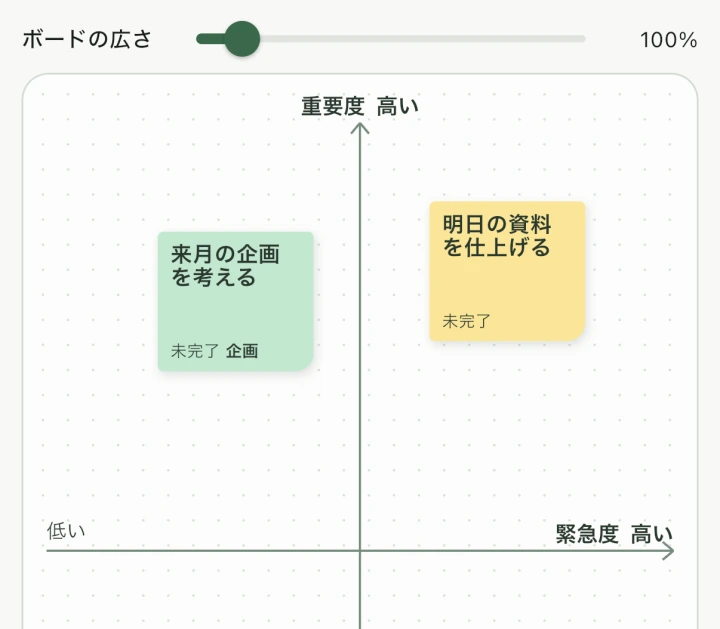 ボードの広さ 100%
重要度 高い
来月の企画
を考える
未完了 企画
明日の資料
を仕上げる
未完了
低い
緊急度 高い